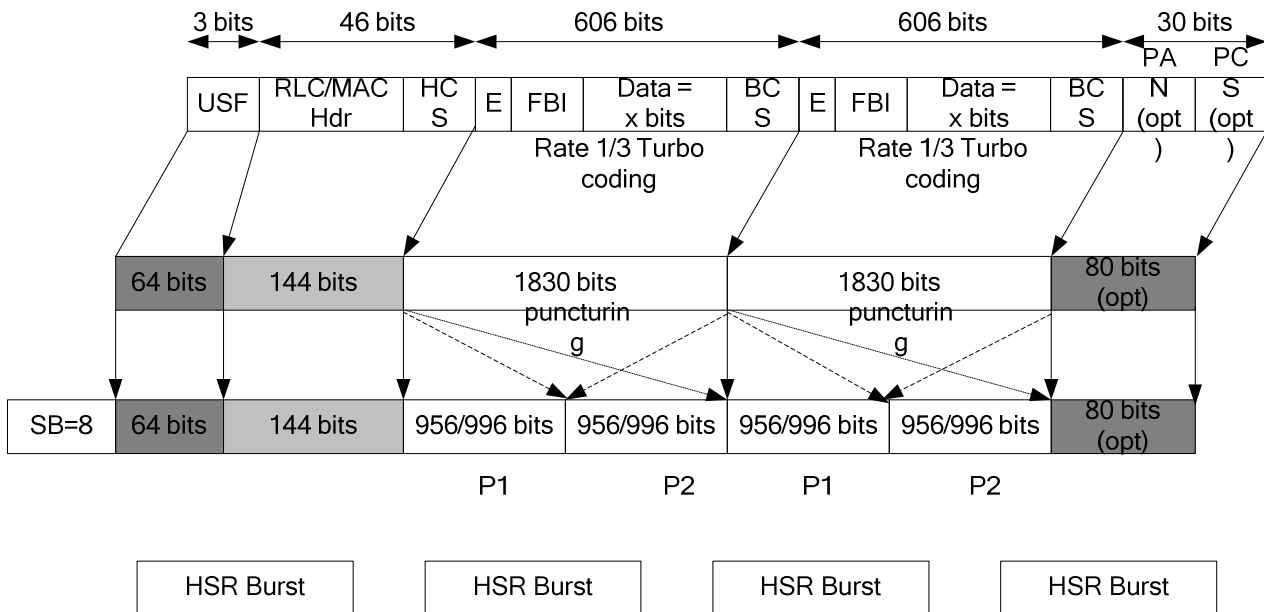 3 bits 46 bits 606 bits 606 bits 30 bits
USF RLC/MAC Hdr HC S E FBI Data = x bits BC S E FBI Data = x bits BC S PA N (opt ) PC S (opt )
Rate 1/3 Turbo coding Rate 1/3 Turbo coding
64 bits 144 bits 1830 bits puncturin g 1830 bits puncturin g 80 bits (opt)
SB=8 64 bits 144 bits 956/996 bits 956/996 bits 956/996 bits 956/996 bits 80 bits (opt)
P1 P2 P1 P2
HSR Burst HSR Burst HSR Burst HSR Burst